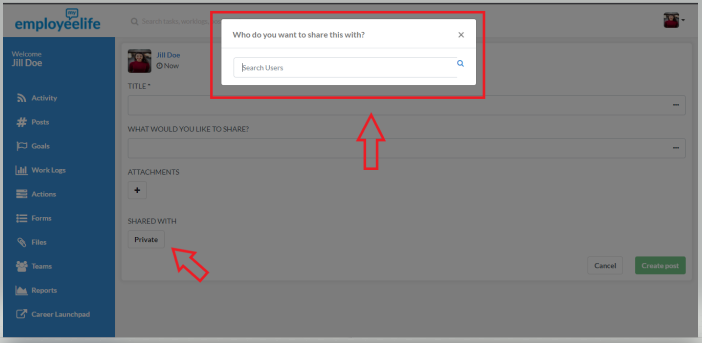 my
employeelife
Search tasks, worklogs,
Welcome
Jill Doe
Activity
Posts
Goals
Work Logs
Actions
Forms
Files
Teams
Reports
Career Launchpad
Who do you want to share this with?
×
Search Users
Jill Doe
Now
TITLE *
WHAT WOULD YOU LIKE TO SHARE?
ATTACHMENTS
+
SHARED WITH
Private
Cancel
Create post